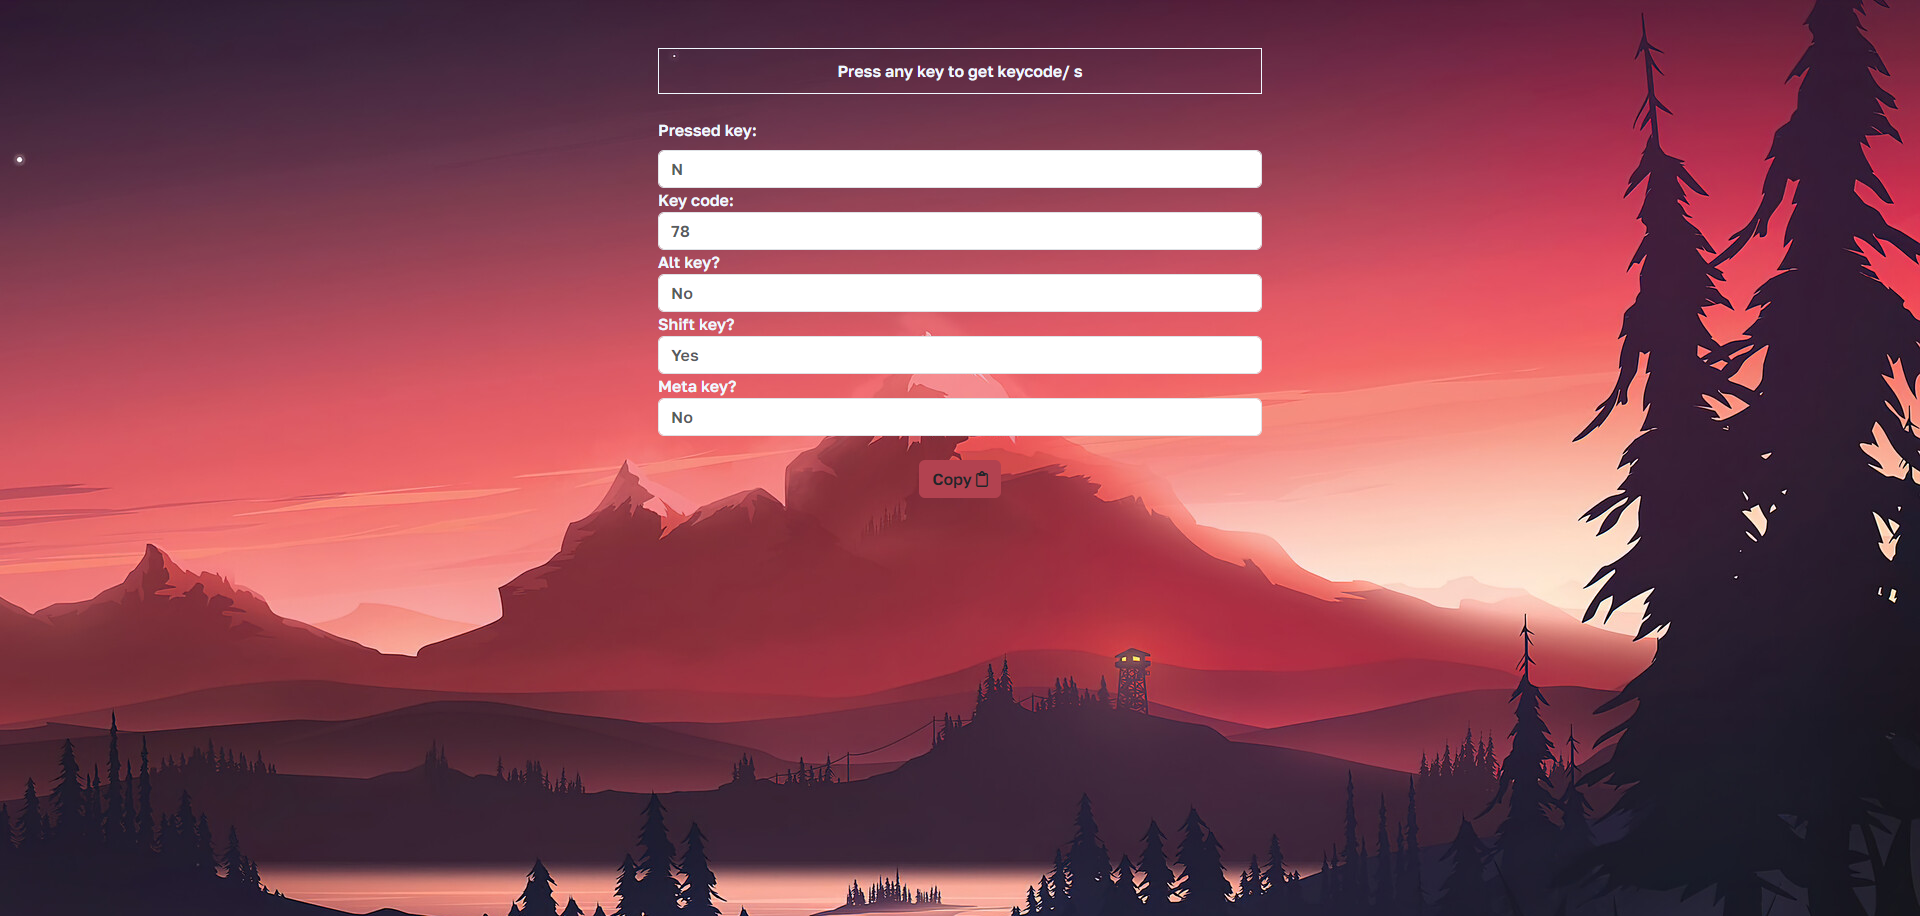 Press any key to get keycode/ s
Pressed key:
N
Key code:
78
Alt key?
No
Shift key?
Yes
Meta key?
No
Copy